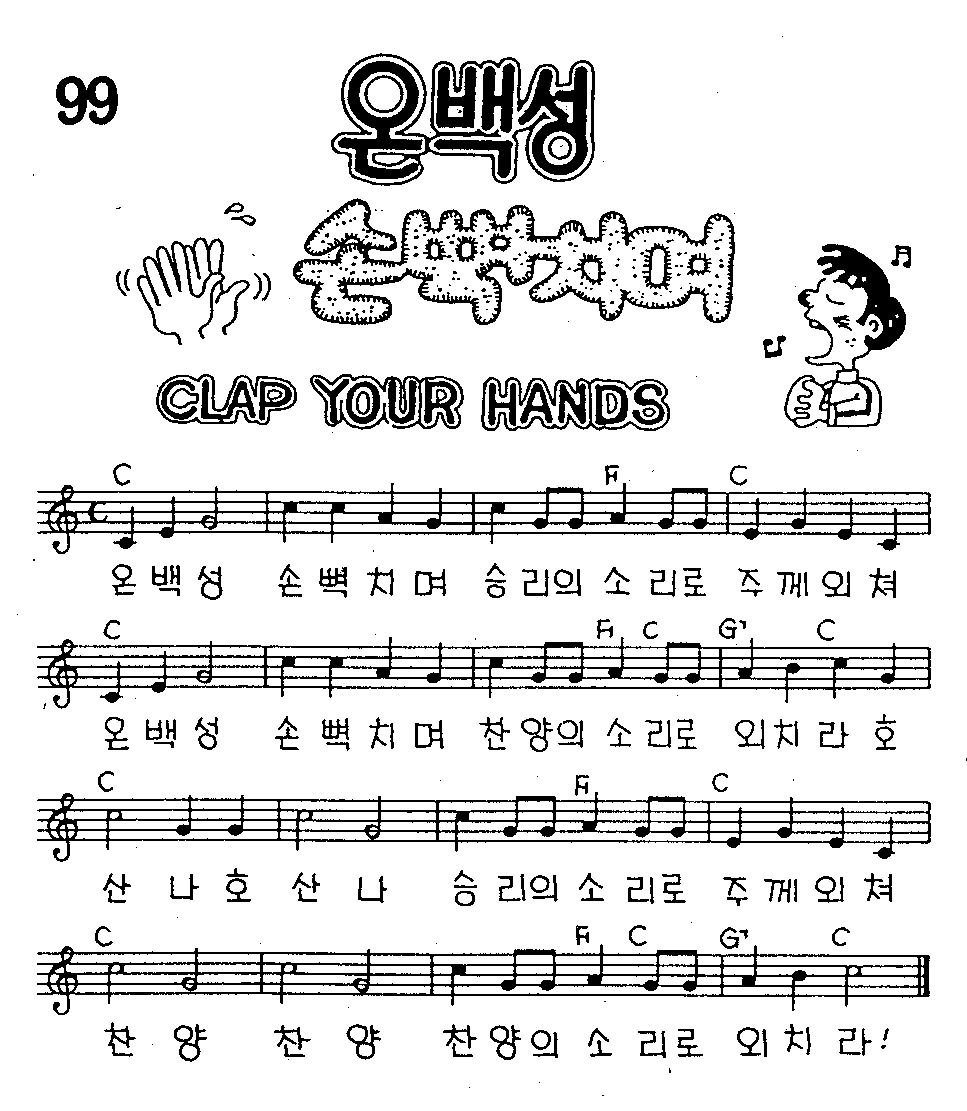 99
온백성
손뼉치며
CLAP YOUR HANDS
C F C
온백성 손뼉치며 승리의 소리로 주께외쳐
C F C G7 C
온백성 손뼉치며 찬양의 소리로 외치라 호
C F C
산나호 산나 승리의 소리로 주께외쳐
C F C G7 C
찬양 찬양 찬양의 소리로 외치라!